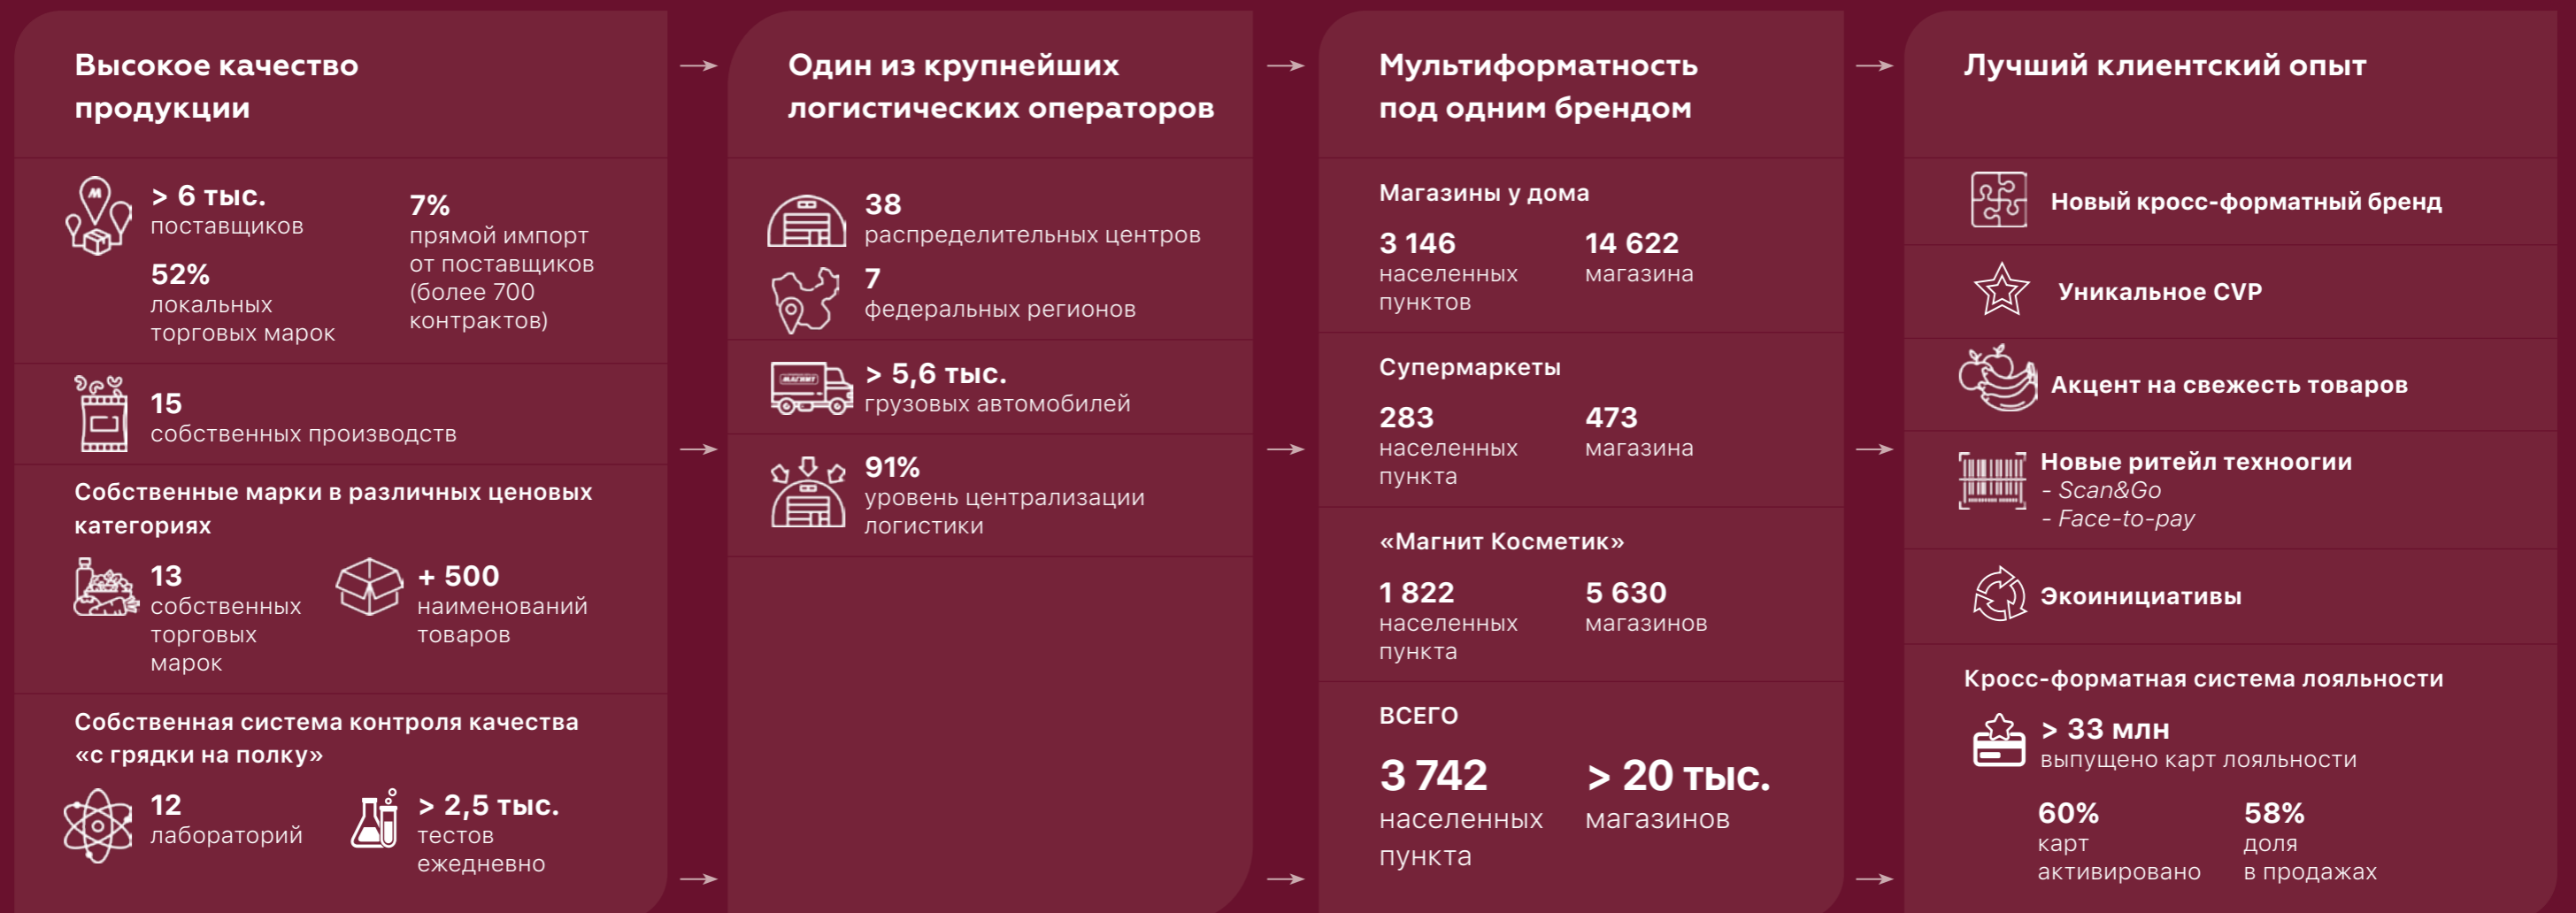 Высокое качество
продукции
> 6 тыс.
поставщиков
52%
локальных
торговых марок
7%
прямой импорт
от поставщиков
(более 700
контрактов)
15
собственных производств
Собственные марки в различных ценовых
категориях
13
собственных
торговых
марок
+ 500
наименований
товаров
Собственная система контроля качества
«с грядки на полку»
12
лабораторий
> 2,5 тыс.
тестов
ежедневно
Один из крупнейших
логистических операторов
38
распределительных центров
7
федеральных регионов
МАГНИТ
> 5,6 тыс.
грузовых автомобилей
91%
уровень централизации
логистики
Мультиформатность
под одним брендом
Магазины у дома
3 146
населенных
пунктов
14 622
магазина
Супермаркеты
283
населенных
пункта
473
магазина
«Магнит Косметик»
1 822
населенных
пункта
5 630
магазинов
ВСЕГО
3 742
населенных
пункта
> 20 тыс.
магазинов
Лучший клиентский опыт
Новый кросс-форматный бренд
Уникальное CVP
Акцент на свежесть товаров
Новые ритейл техноогии
- Scan&Go
- Face-to-pay
Экоинициативы
Кросс-форматная система лояльности
> 33 млн
выпущено карт лояльности
60%
карт
активировано
58%
доля
в продажах